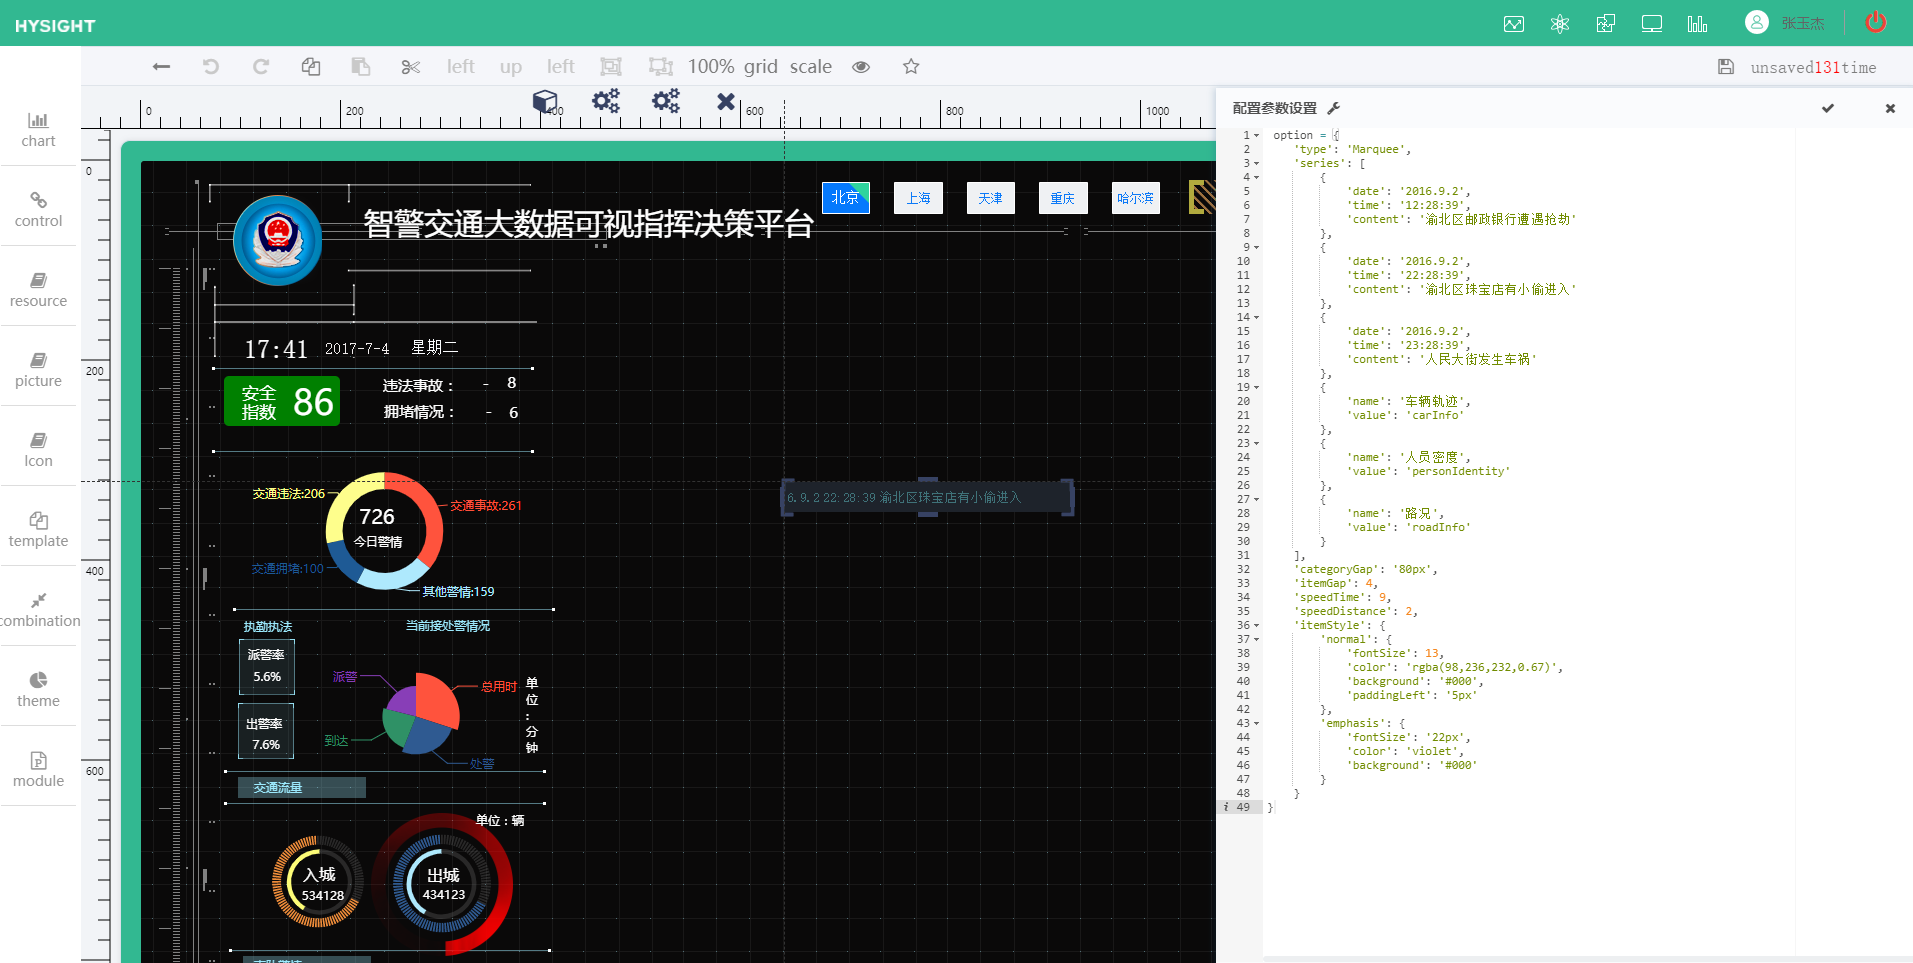 HYSIGHT
张玉杰
left up left 100% grid scale
unsaved131time
0 200 400 600 800 1000
chart
control
resource
picture
Icon
template
combination
theme
module
0
200
400
600
智警交通大数据可视指挥决策平台
北京 上海 天津 重庆 哈尔滨
17:41 2017-7-4 星期二
安全
指数
86
违法事故： - 8
拥堵情况： - 6
交通违法:206
交通事故:261
726
今日警情
交通拥堵:100
其他警情:159
执勤执法
当前接处警情况
派警率
5.6%
出警率
7.6%
派警
总用时
到达
处警
单
位
:
分
钟
交通流量
单位：辆
入城
534128
出城
434123
6.9.2 22:28:39 渝北区珠宝店有小偷进入
配置参数设置
1 option = {
2 'type': 'Marquee',
3 'series': [
4 {
5 'date': '2016.9.2',
6 'time': '12:28:39',
7 'content': '渝北区邮政银行遭遇抢劫'
8 },
9 {
10 'date': '2016.9.2',
11 'time': '22:28:39',
12 'content': '渝北区珠宝店有小偷进入'
13 },
14 {
15 'date': '2016.9.2',
16 'time': '23:28:39',
17 'content': '人民大街发生车祸'
18 },
19 {
20 'name': '车辆轨迹',
21 'value': 'carInfo'
22 },
23 {
24 'name': '人员密度',
25 'value': 'personIdentity'
26 },
27 {
28 'name': '路况',
29 'value': 'roadInfo'
30 }
31 ],
32 'categoryGap': '80px',
33 'itemGap': 4,
34 'speedTime': 9,
35 'speedDistance': 2,
36 'itemStyle': {
37 'normal': {
38 'fontSize': 13,
39 'color': 'rgba(98,236,232,0.67)',
40 'background': '#000',
41 'paddingLeft': '5px'
42 },
43 'emphasis': {
44 'fontSize': '22px',
45 'color': 'violet',
46 'background': '#000'
47 }
48 }
49 }